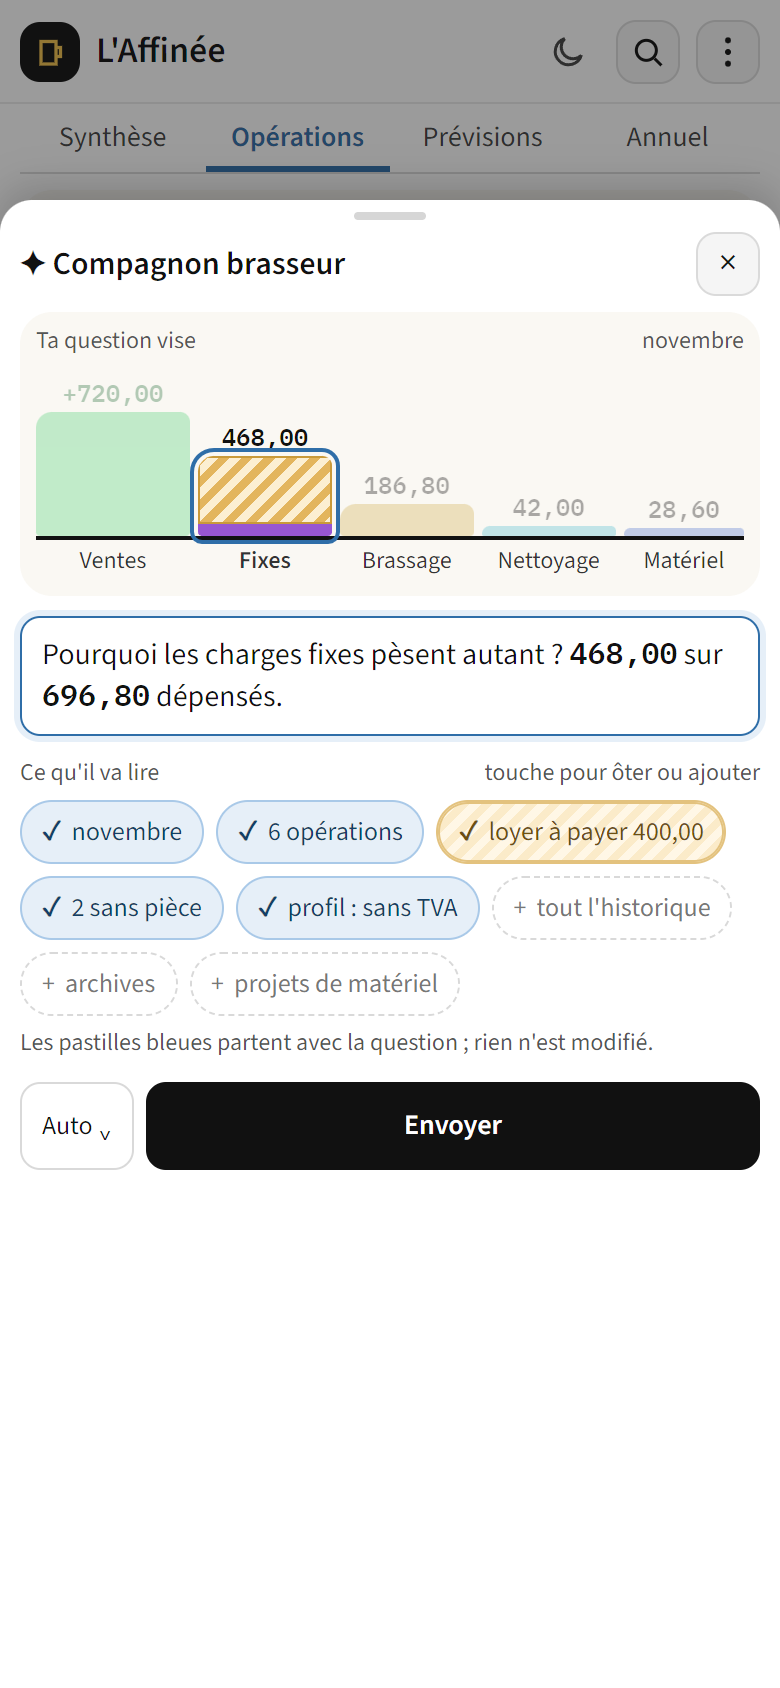 L'Affinée
Synthèse Opérations Prévisions Annuel
✦ Compagnon brasseur ×
Ta question vise novembre
+720,00 468,00 186,80 42,00 28,60
Ventes Fixes Brassage Nettoyage Matériel
Pourquoi les charges fixes pèsent autant ? 468,00 sur
696,80 dépensés.
Ce qu'il va lire touche pour ôter ou ajouter
✓ novembre ✓ 6 opérations ✓ loyer à payer 400,00
✓ 2 sans pièce ✓ profil : sans TVA + tout l'historique
+ archives + projets de matériel
Les pastilles bleues partent avec la question ; rien n'est modifié.
Auto Envoyer